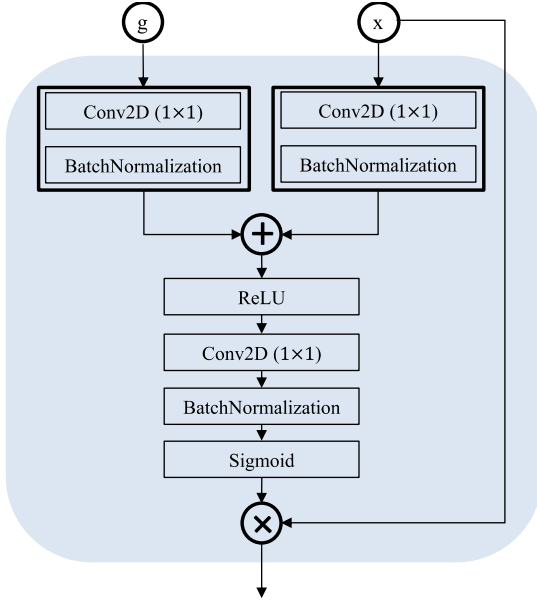 g
x
Conv2D (1×1)
BatchNormalization
Conv2D (1×1)
BatchNormalization
+
ReLU
Conv2D (1×1)
BatchNormalization
Sigmoid
×